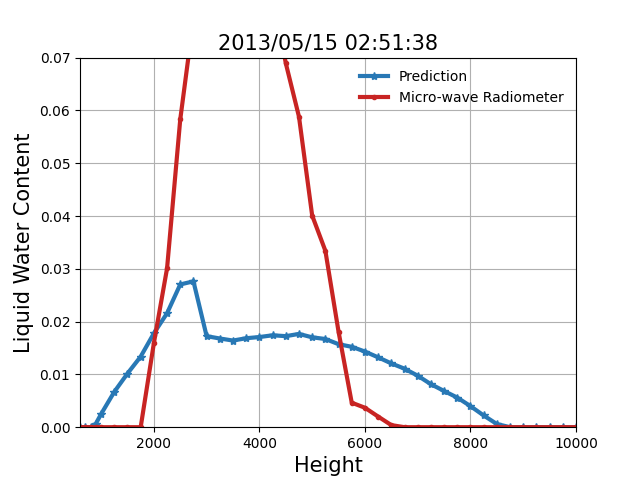 2013/05/15 02:51:38
Prediction
Micro-wave Radiometer
Liquid Water Content
0.07
0.06
0.05
0.04
0.03
0.02
0.01
0.00
2000 4000 6000 8000 10000
Height